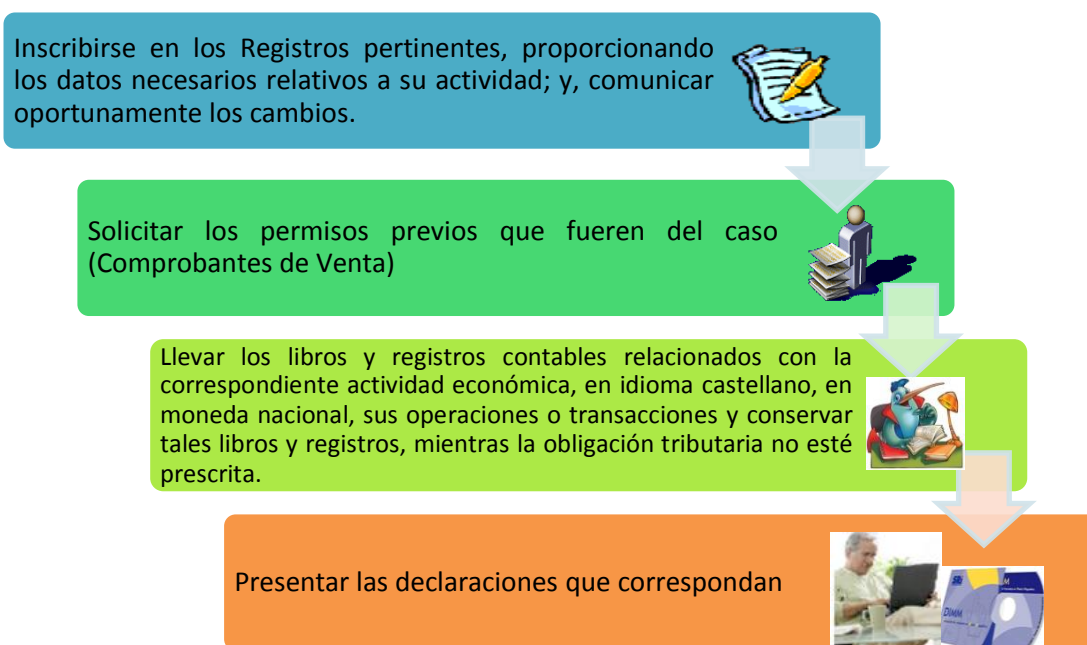 Inscribirse en los Registros pertinentes, proporcionando
los datos necesarios relativos a su actividad; y, comunicar
oportunamente los cambios.
Solicitar los permisos previos que fueren del caso
(Comprobantes de Venta)
Llevar los libros y registros contables relacionados con la
correspondiente actividad económica, en idioma castellano, en
moneda nacional, sus operaciones o transacciones y conservar
tales libros y registros, mientras la obligación tributaria no esté
prescrita.
Presentar las declaraciones que correspondan
DIMM